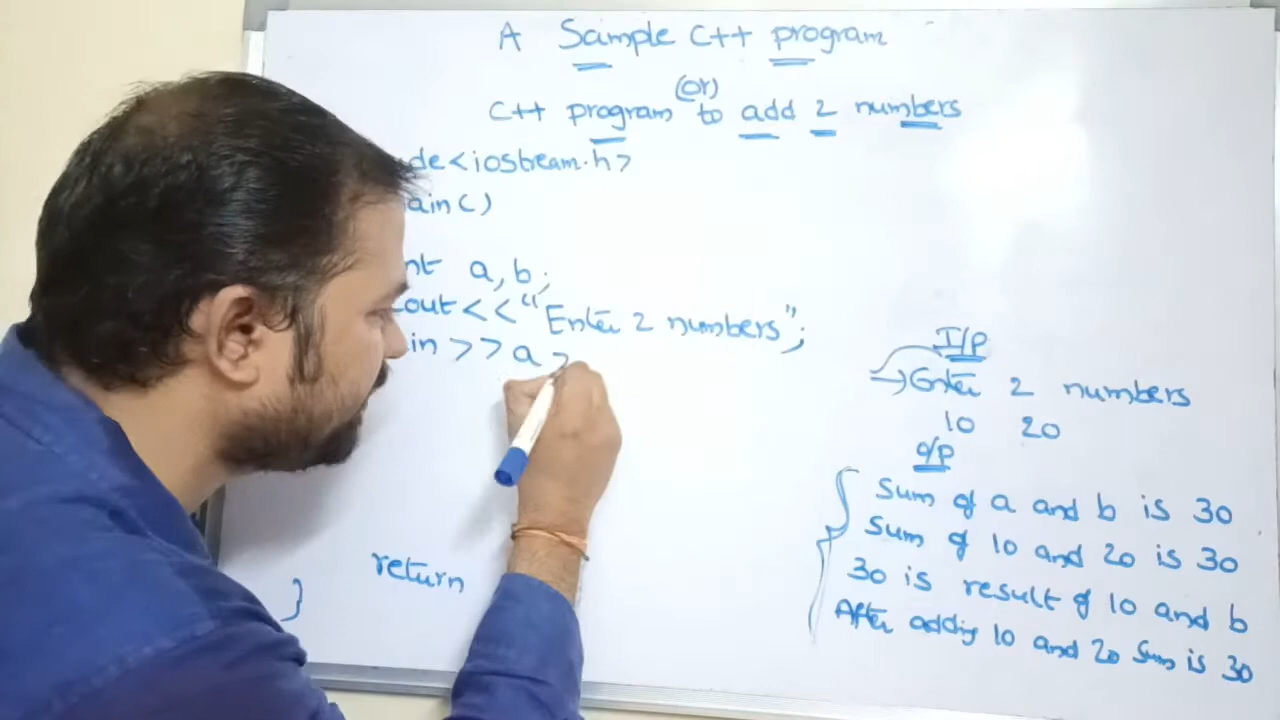 A Sample C++ program
(or)
C++ program to add 2 numbers
de<iostream.h>
ain()
nt a, b;
cout<<"Enter 2 numbers";
in >> a >
return
}
I/P
→Enter 2 numbers
10 20
O/P
{ Sum of a and b is 30
Sum of 10 and 20 is 30
30 is result of 10 and b
After adding 10 and 20 Sum is 30